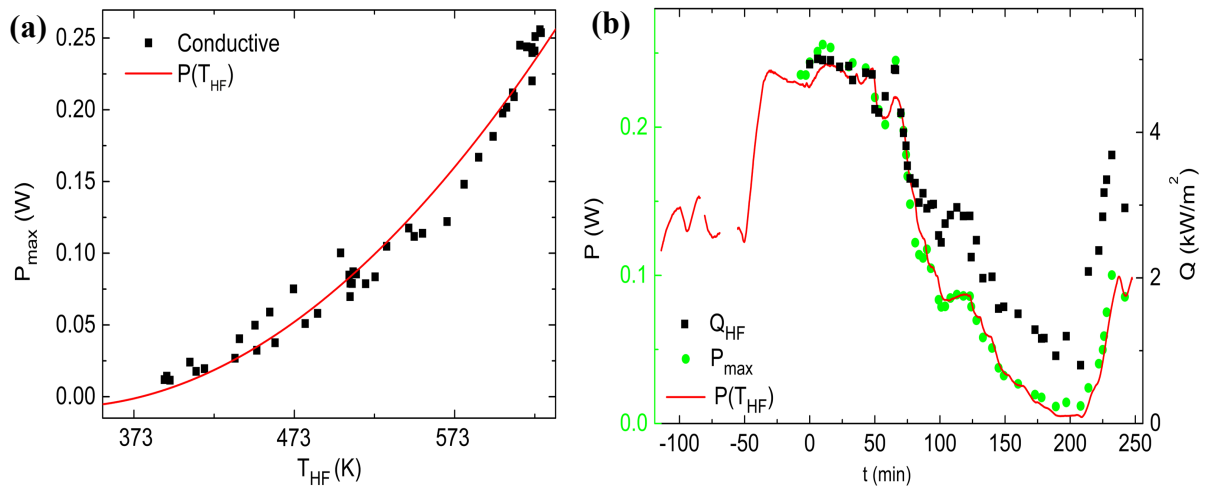 (a)
Conductive
P(T_HF)
0.25
0.20
0.15
0.10
0.05
0.00
P_max (W)
373
473
573
T_HF (K)
(b)
0.2
0.1
0.0
P (W)
4
2
0
Q (kW/m^2)
Q_HF
P_max
P(T_HF)
-100
-50
0
50
100
150
200
250
t (min)